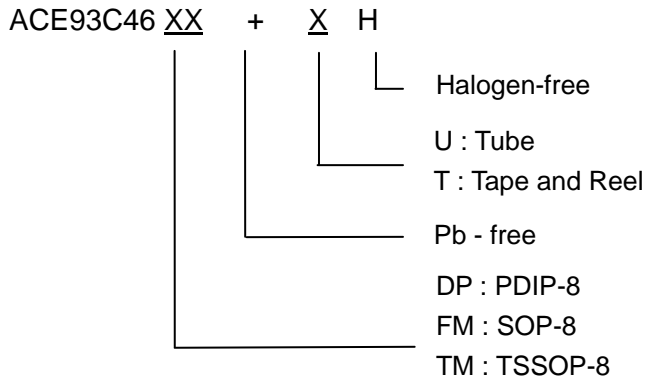 ACE93C46 XX + X H
Halogen-free
U : Tube
T : Tape and Reel
Pb - free
DP : PDIP-8
FM : SOP-8
TM : TSSOP-8